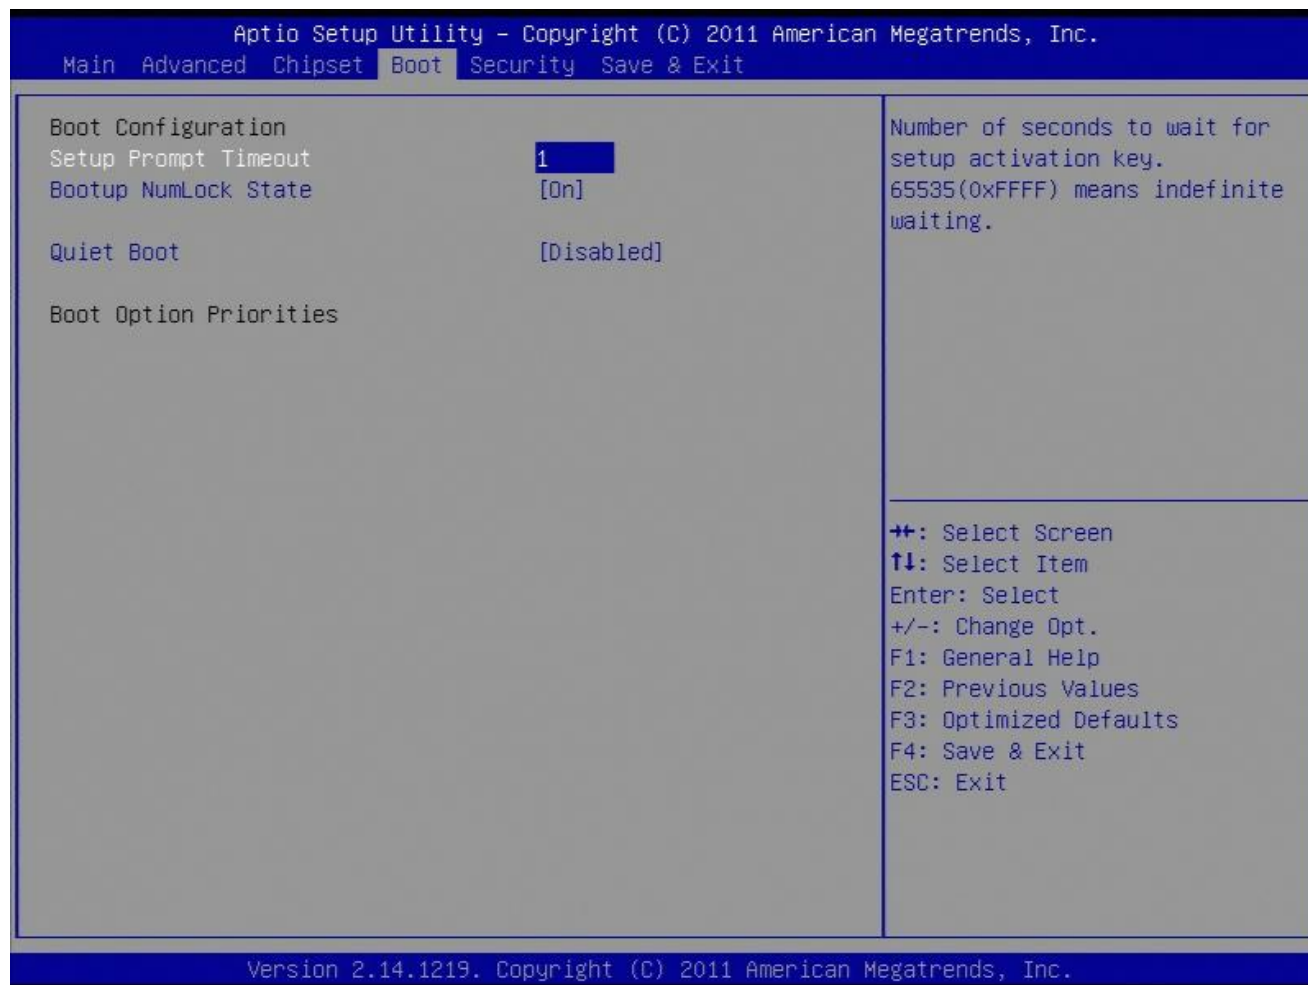 Aptio Setup Utility – Copyright (C) 2011 American Megatrends, Inc.
Main Advanced Chipset Boot Security Save & Exit
Boot Configuration
Setup Prompt Timeout 1
Bootup NumLock State [On]
Quiet Boot [Disabled]
Boot Option Priorities
Number of seconds to wait for
setup activation key.
65535(0xFFFF) means indefinite
waiting.
→←: Select Screen
↑↓: Select Item
Enter: Select
+/-: Change Opt.
F1: General Help
F2: Previous Values
F3: Optimized Defaults
F4: Save & Exit
ESC: Exit
Version 2.14.1219. Copyright (C) 2011 American Megatrends, Inc.